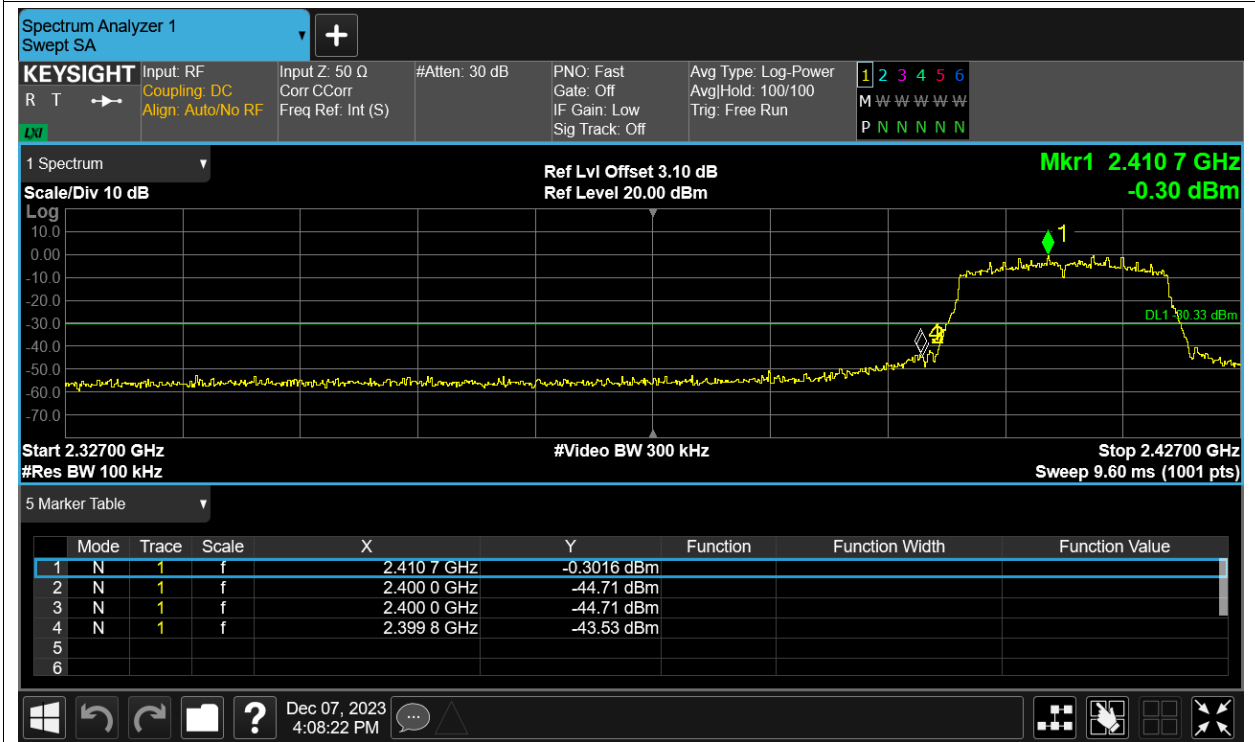 Spectrum Analyzer 1
Swept SA
+
KEYSIGHT Input: RF Input Z: 50 Ω #Atten: 30 dB PNO: Fast Avg Type: Log-Power 1 2 3 4 5 6
R T Coupling: DC Corr CCorr Gate: Off Avg|Hold: 100/100 M W W W W W
Align: Auto/No RF Freq Ref: Int (S) IF Gain: Low Trig: Free Run
LXI Sig Track: Off P N N N N N
1 Spectrum Ref Lvl Offset 3.10 dB Mkr1 2.410 7 GHz
Scale/Div 10 dB Ref Level 20.00 dBm -0.30 dBm
Log
10.0
0.00
-10.0
-20.0
-30.0
-40.0
-50.0
-60.0
-70.0
1
DL1 -30.33 dBm
Start 2.32700 GHz #Video BW 300 kHz Stop 2.42700 GHz
#Res BW 100 kHz Sweep 9.60 ms (1001 pts)
5 Marker Table
Mode Trace Scale X Y Function Function Width Function Value
1 N 1 f 2.410 7 GHz -0.3016 dBm
2 N 1 f 2.400 0 GHz -44.71 dBm
3 N 1 f 2.400 0 GHz -44.71 dBm
4 N 1 f 2.399 8 GHz -43.53 dBm
5
6
? Dec 07, 2023
4:08:22 PM